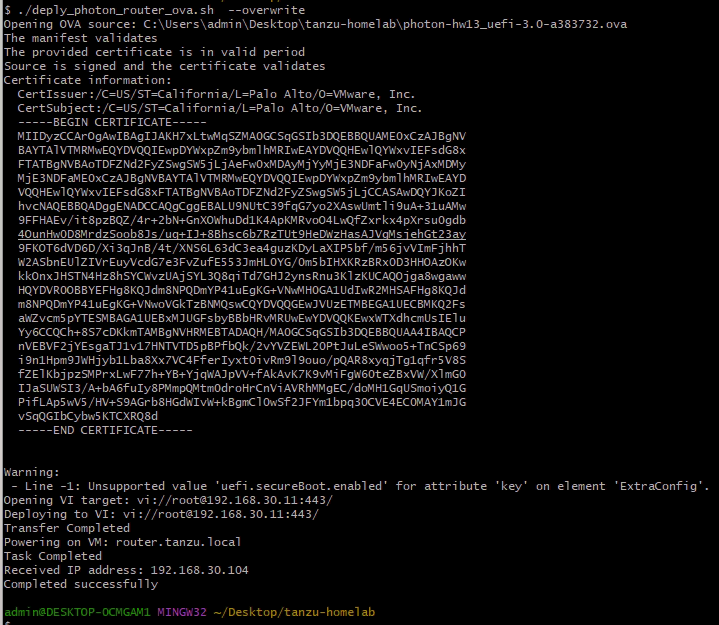 $ ./deply_photon_router_ova.sh  --overwrite
Opening OVA source: C:\Users\admin\Desktop\tanzu-homelab\photon-hw13_uefi-3.0-a383732.ova
The manifest validates
The provided certificate is in valid period
Source is signed and the certificate validates
Certificate information:
CertIssuer:/C=US/ST=California/L=Palo Alto/O=VMware, Inc.
CertSubject:/C=US/ST=California/L=Palo Alto/O=VMware, Inc.
-----BEGIN CERTIFICATE-----
MIIDyzCCArOgAwIBAgIJAKH7xLtwMqSZMA0GCSqGSIb3DQEBBQUAME0xCzAJBgNV
BAYTAlVTMRMwEQYDVQQIEwpDYWxpZm9ybmlhMRIwEAYDVQQHEwlQYWxvIEFsdG8x
FTATBgNVBAoTDFZNd2FyZSwgSW5jLjAeFw0xMDAyMjYyMjE3NDFaFw0yNjAxMDMy
MjE3NDFaME0xCzAJBgNVBAYTAlVTMRMwEQYDVQQIEwpDYWxpZm9ybmlhMRIwEAYD
VQQHEwlQYWxvIEFsdG8xFTATBgNVBAoTDFZNd2FyZSwgSW5jLjCCASAwDQYJKoZI
hvcNAQEBBQADggENADCCAQgCggEBALU9NUtC39fqG7yo2XAswUmtli9uA+31uAMw
9FFHAEv/it8pzBQZ/4r+2bN+GnXOWhuDd1K4ApKMRvoO4LwQfZxrkx4pXrsuOgdb
4OunHwOD8MrdzSoob8Js/uq+IJ+8Bhsc6b7RzTUt9HeDWzHasAJVgMsjehGt23ay
9FKOT6dVD6D/Xi3qJnB/4t/XNS6L63dC3ea4guzKDyLaXIP5bf/m56jvVImFjhhT
W2ASbnEUlZIVrEuyVcdG7e3FvZufE553JmHLOYG/0m5bIHXKRzBRxOD3HHOAzOKw
kkOnxJHSTN4Hz8hSYCWvzUAjSYL3Q8qiTd7GHJ2ynsRnu3KlzKUCAQOjga8wgaww
HQYDVROOBBYEFHg8KQJdm8NPQDmYP41uEgKG+VNwMH0GA1UdIwR2MHSAFHg8KQJd
m8NPQDmYP41uEgKG+VNwoVGkTzBNMQswCQYDVQQGEwJVUzETMBEGA1UECBMKQ2Fs
aWZvcm5pYTESMBAGA1UEBxMJUGFsbyBBbHRvMRUwEwYDVQQKEwxWTXdhcmUsIElu
Yy6CCQCh+8S7cDKkmTAMBgNVHRMEBTADAQH/MA0GCSqGSIb3DQEBBQUAA4IBAQCP
nVEBVF2jYEsgaTJ1v17HNTVTD5pBPfbQk/2vYVZEWL2OPtJuLeSWwoo5+TnCSp69
i9n1Hpm9JWHjyb1Lba8Xx7VC4FferIyxtOivRm9l9ouo/pQAR8xyqjTg1qfr5V8S
fZElKbjpzSMPrxLwF77h+YB+YjqWAJpVV+fAkAvK7K9vMiFgW6OteZBxVW/XlmGO
IJaSUWSI3/A+bA6fuIy8PMmpQMtmOdroHrCnViAVRhMMgEC/doMH1GqUSmoiyQ1G
PifLAp5wV5/HV+S9AGrb8HGdWIvW+kBgmClOwSf2JFYm1bpq3OCVE4EC0MAY1mJG
vSqQGIbCybw5KTCXRQ8d
-----END CERTIFICATE-----
Warning:
- Line -1: Unsupported value 'uefi.secureBoot.enabled' for attribute 'key' on element 'ExtraConfig'.
Opening VI target: vi://root@192.168.30.11:443/
Deploying to VI: vi://root@192.168.30.11:443/
Transfer Completed
Powering on VM: router.tanzu.local
Task Completed
Received IP address: 192.168.30.104
Completed successfully
admin@DESKTOP-OCMGAM1 MINGW32 ~/Desktop/tanzu-homelab